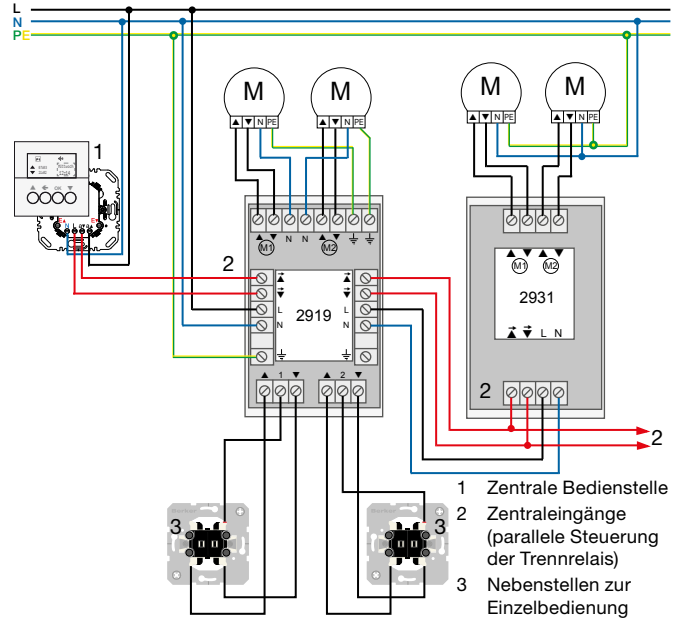 L
N
PE
M
M
M
M
▲ ▼ N PE
▲ ▼ N PE
▲ ▼ N PE
▲ ▼ N PE
1
OK
N L
2
▲ ▼ N N ▲ ▼
M1 M2
M1 M2
2919
L
N
L
N
2931
L N
▲ 1 ▼
▲ 2 ▼
2
2
3
3
1 Zentrale Bedienstelle
2 Zentraleingänge
(parallele Steuerung
der Trennrelais)
3 Nebenstellen zur
Einzelbedienung